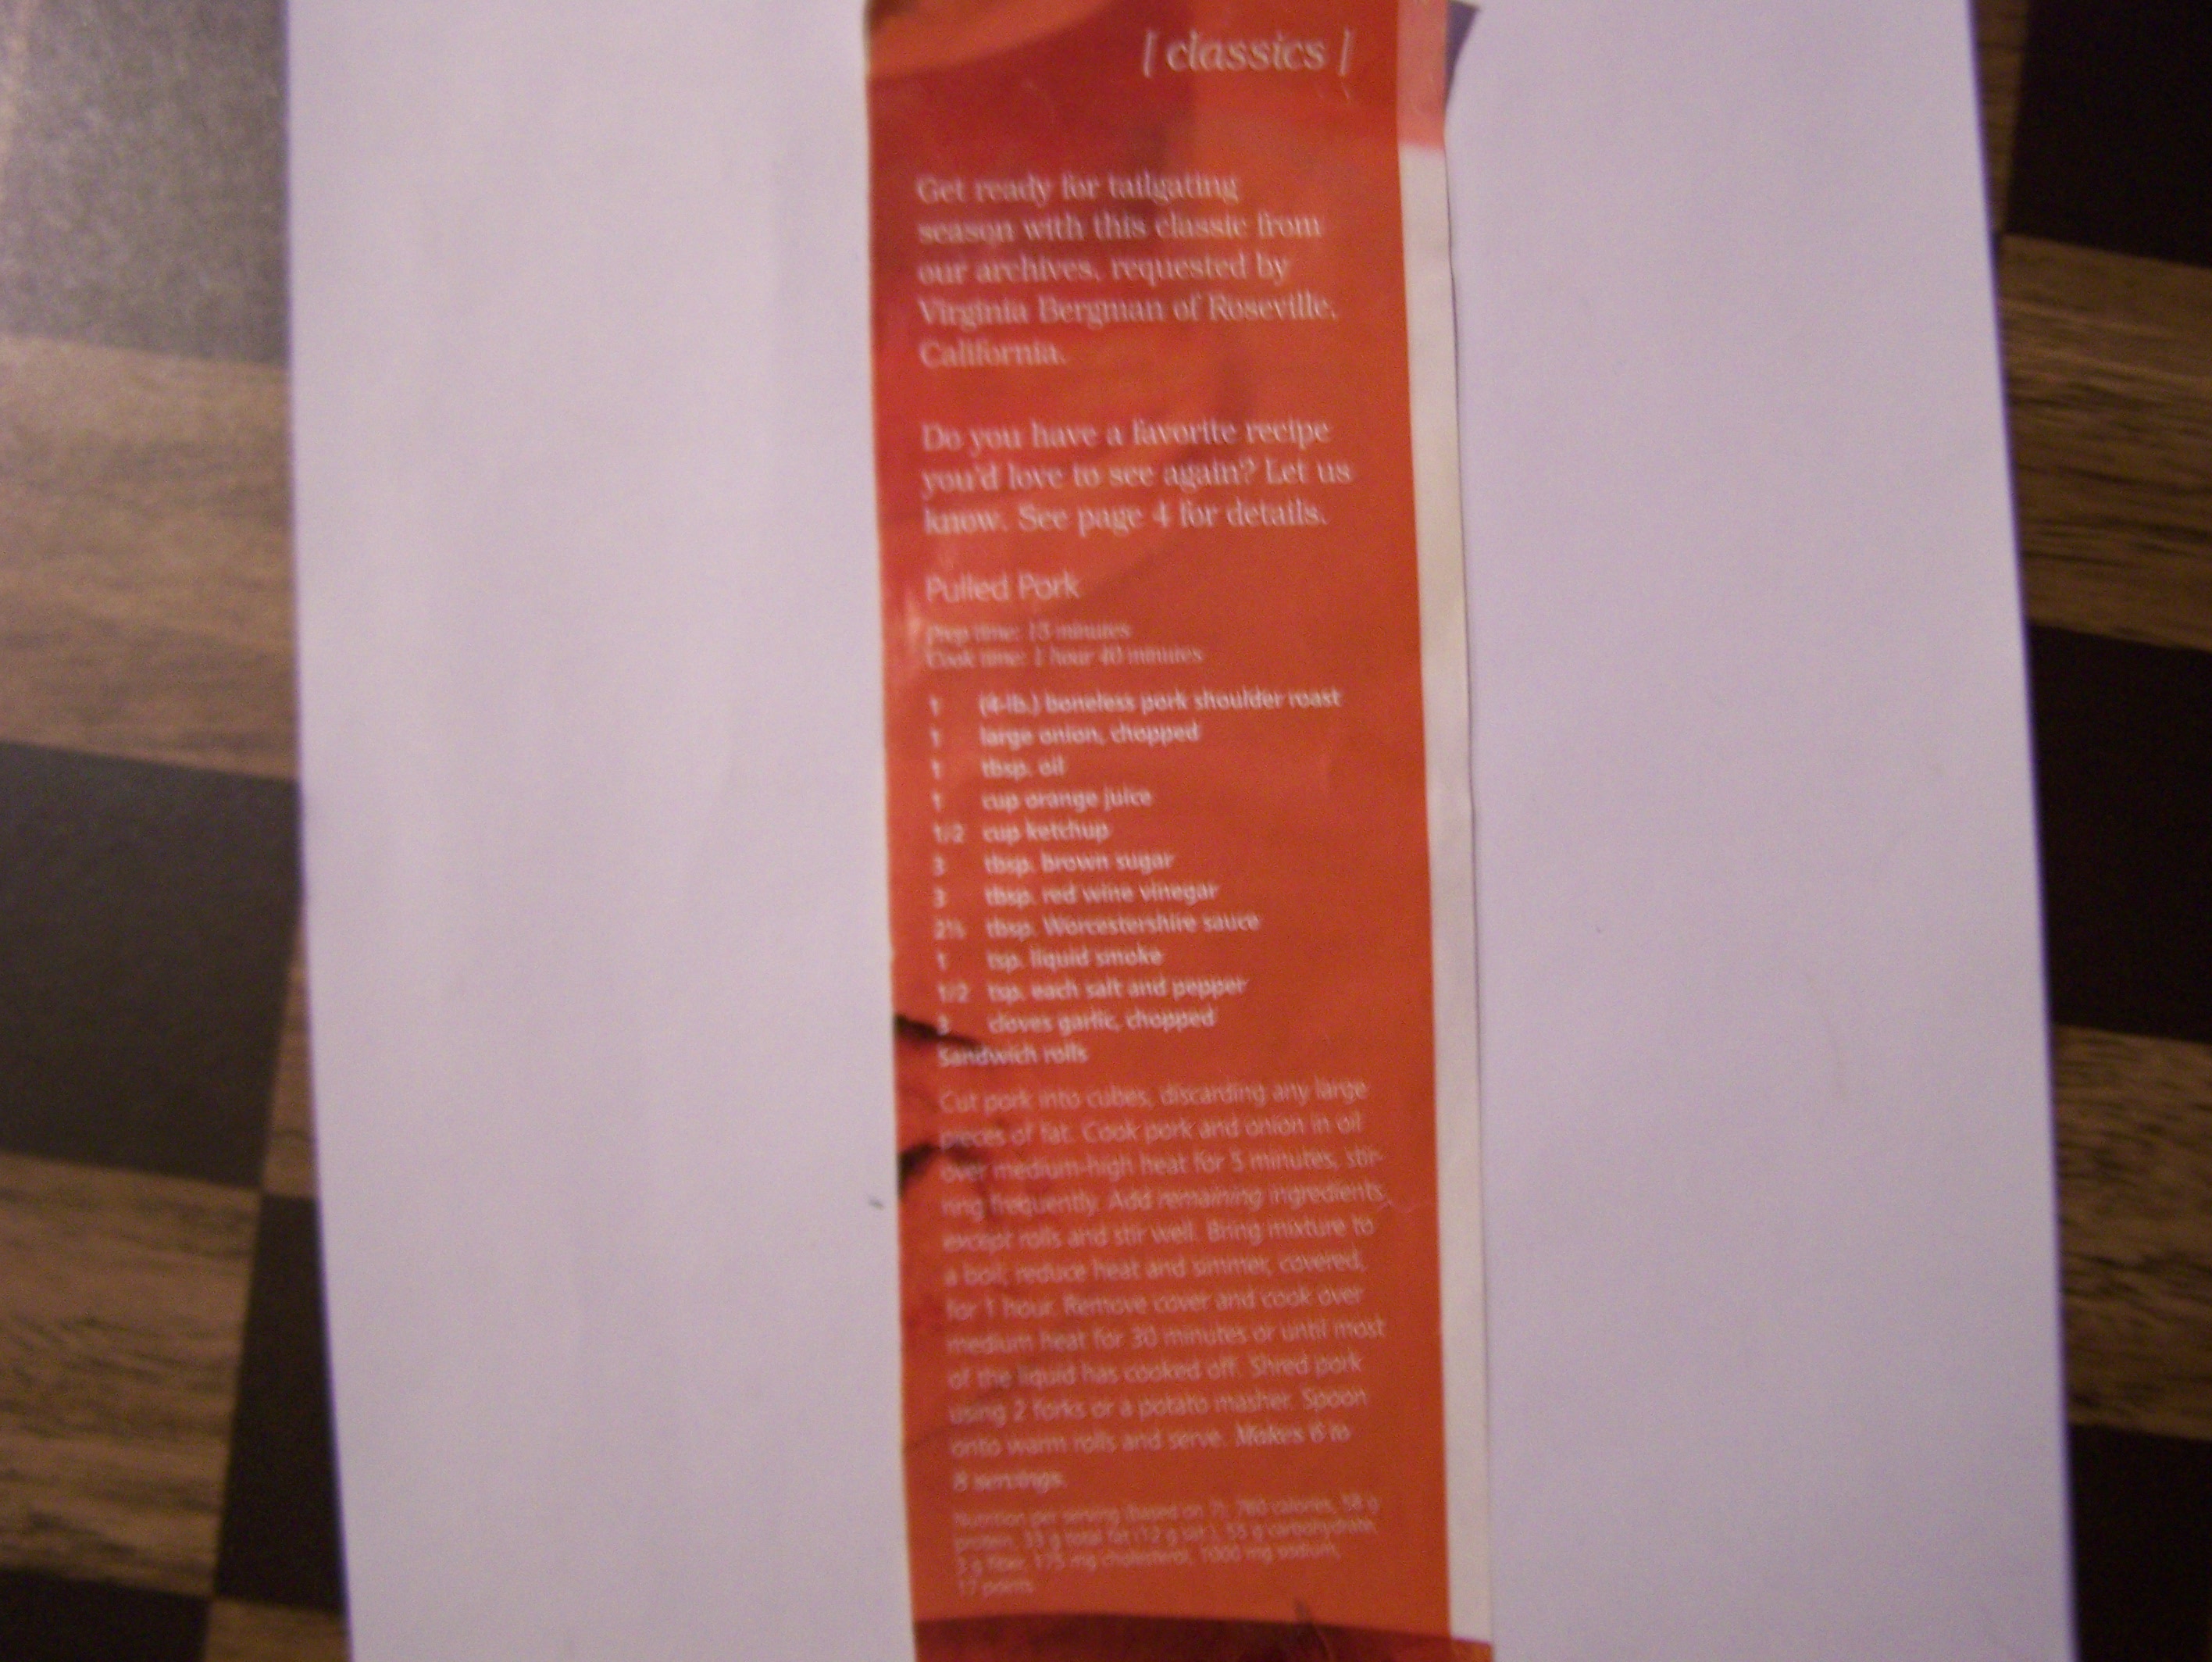 [ classics ]
Get ready for tailgating
season with this classic from
our archives, requested by
Virginia Bergman of Roseville,
California.
Do you have a favorite recipe
you'd love to see again? Let us
know. See page 4 for details.
Pulled Pork
Prep time: 15 minutes
Cook time: 1 hour 40 minutes
1 (4-lb.) boneless pork shoulder roast
1 large onion, chopped
1 tbsp. oil
1 cup orange juice
1/2 cup ketchup
3 tbsp. brown sugar
3 tbsp. red wine vinegar
tbsp. Worcestershire sauce
1 tsp. liquid smoke
1/2 tsp. each salt and pepper
3 cloves garlic, chopped
Sandwich rolls
Cut pork into cubes, discarding any large
pieces of fat. Cook pork and onion in oil
over medium-high heat for 5 minutes, stir-
ring frequently. Add remaining ingredients
except rolls and stir well. Bring mixture to
a boil, reduce heat and simmer, covered,
for 1 hour. Remove cover and cook over
medium heat for 30 minutes or until most
of the liquid has cooked off. Shred pork
using 2 forks or a potato masher. Spoon
onto warm rolls and serve. Makes 6 to
8 servings.
Nutrition per serving (based on 7), 780 calories, 58 g
protein, 33 g total fat (12 g sat.), 55 g carbohydrate,
3 g fiber, 175 mg cholesterol, 1000 mg sodium,
17 points